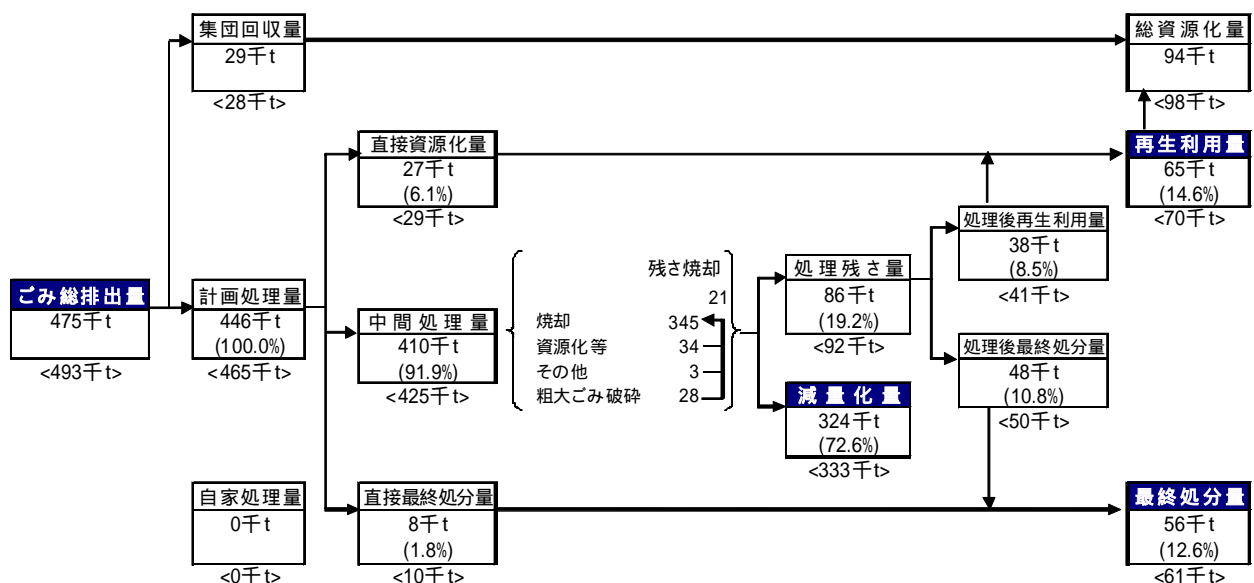 集団回収量
29千t
<28千t>
総資源化量
94千t
<98千t>
直接資源化量
27千t
(6.1%)
<29千t>
再生利用量
65千t
(14.6%)
<70千t>
ごみ総排出量
475千t
<493千t>
計画処理量
446千t
(100.0%)
<465千t>
中間処理量
410千t
(91.9%)
<425千t>
残さ焼却
21
焼却 345
資源化等 34
その他 3
粗大ごみ破砕 28
処理残さ量
86千t
(19.2%)
<92千t>
減量化量
324千t
(72.6%)
<333千t>
処理後再生利用量
38千t
(8.5%)
<41千t>
処理後最終処分量
48千t
(10.8%)
<50千t>
自家処理量
0千t
<0千t>
直接最終処分量
8千t
(1.8%)
<10千t>
最終処分量
56千t
(12.6%)
<61千t>